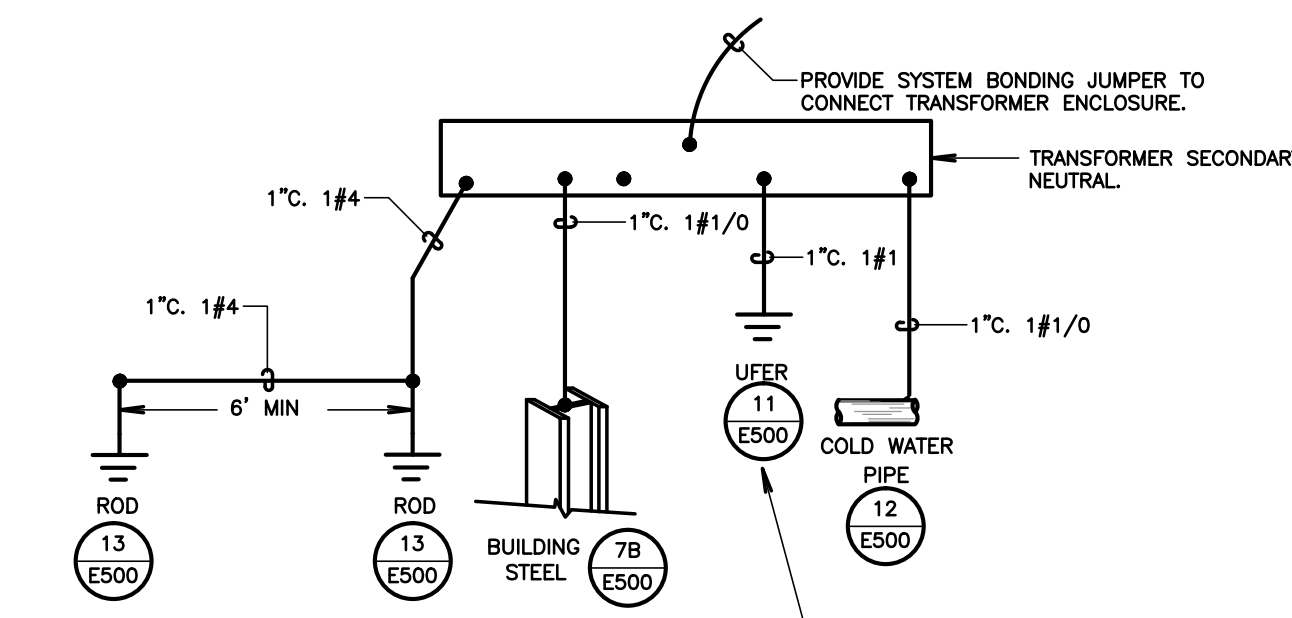 PROVIDE SYSTEM BONDING JUMPER TO
CONNECT TRANSFORMER ENCLOSURE.
TRANSFORMER SECONDAR
NEUTRAL.
1"C. 1#4
1"C. 1#1/0
1"C. 1#1
1"C. 1#4
1"C. 1#1/0
6' MIN
UFER
11
E500
COLD WATER
PIPE
12
E500
ROD
13
E500
ROD
13
E500
BUILDING
STEEL
7B
E500